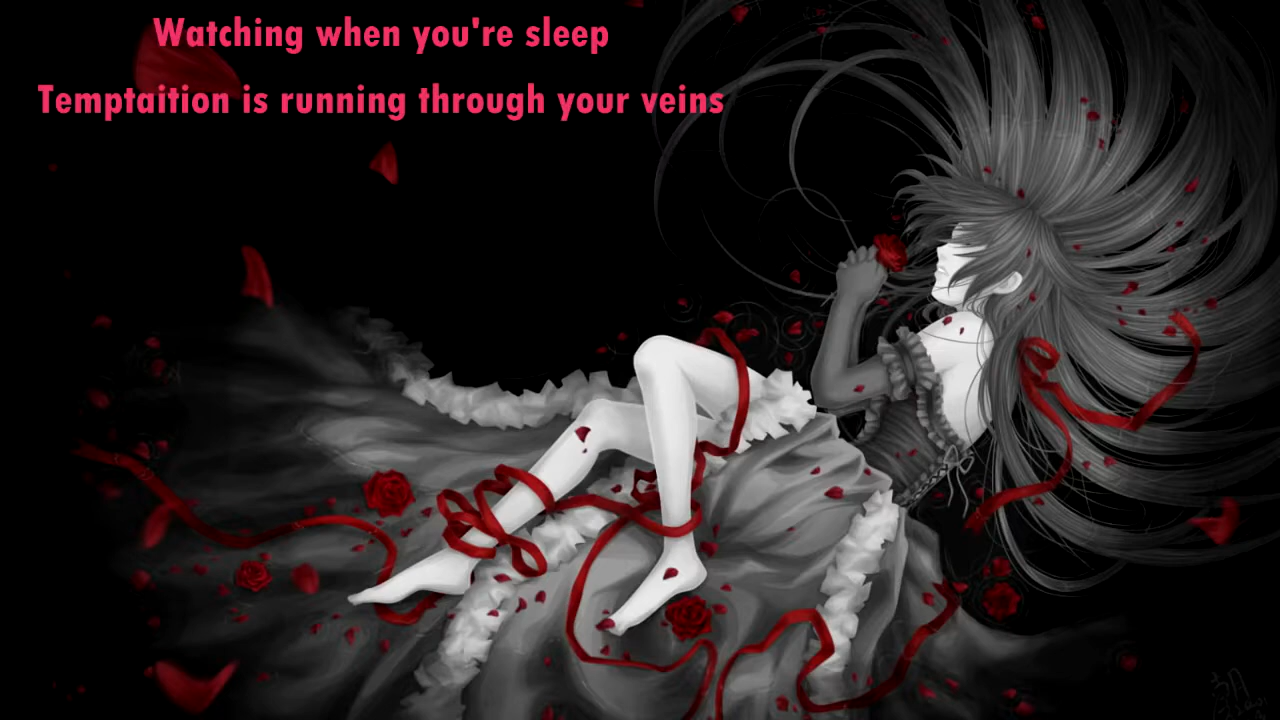 Watching when you're sleep
Temptaition is running through your veins